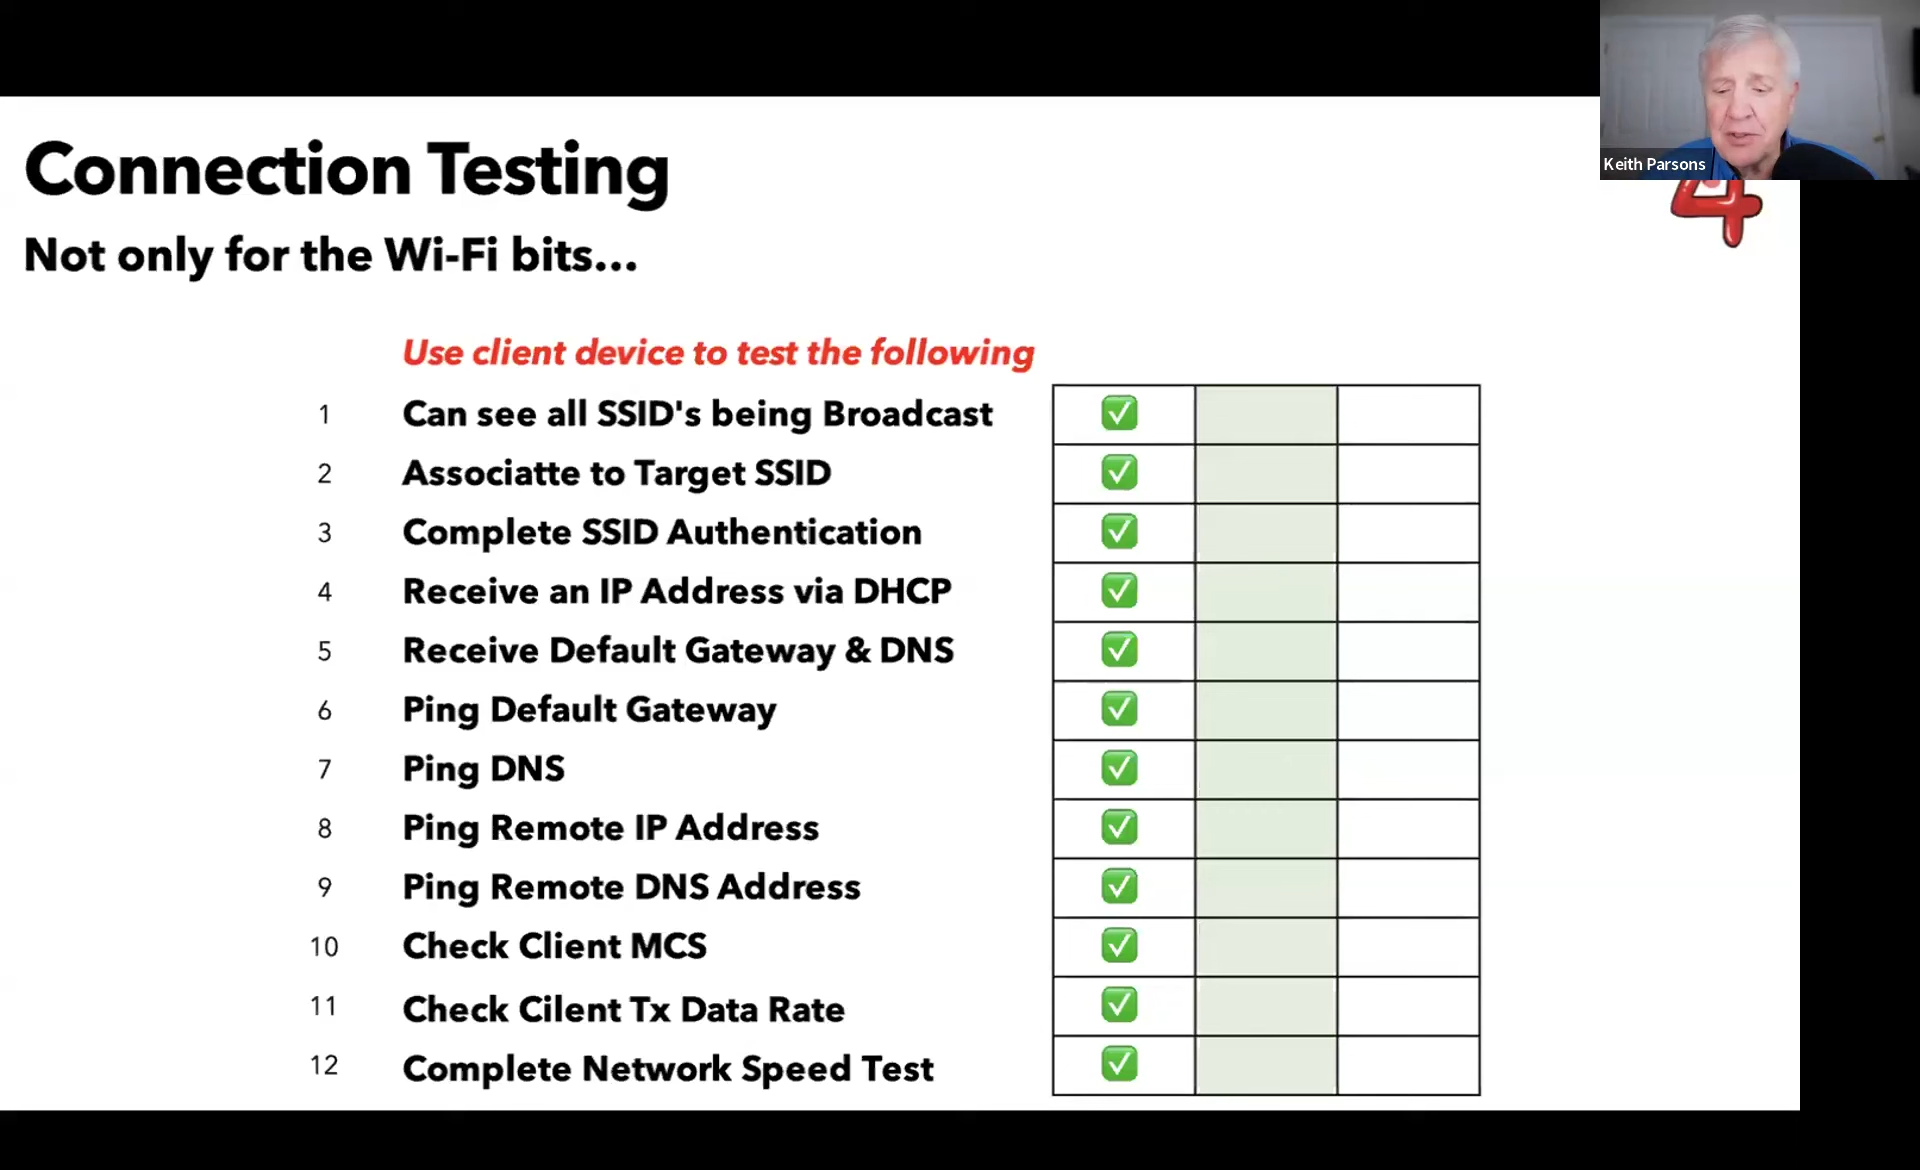 Keith Parsons
4
Connection Testing
Not only for the Wi-Fi bits...
Use client device to test the following
1 Can see all SSID's being Broadcast ✅
2 Associatte to Target SSID ✅
3 Complete SSID Authentication ✅
4 Receive an IP Address via DHCP ✅
5 Receive Default Gateway & DNS ✅
6 Ping Default Gateway ✅
7 Ping DNS ✅
8 Ping Remote IP Address ✅
9 Ping Remote DNS Address ✅
10 Check Client MCS ✅
11 Check Cilent Tx Data Rate ✅
12 Complete Network Speed Test ✅